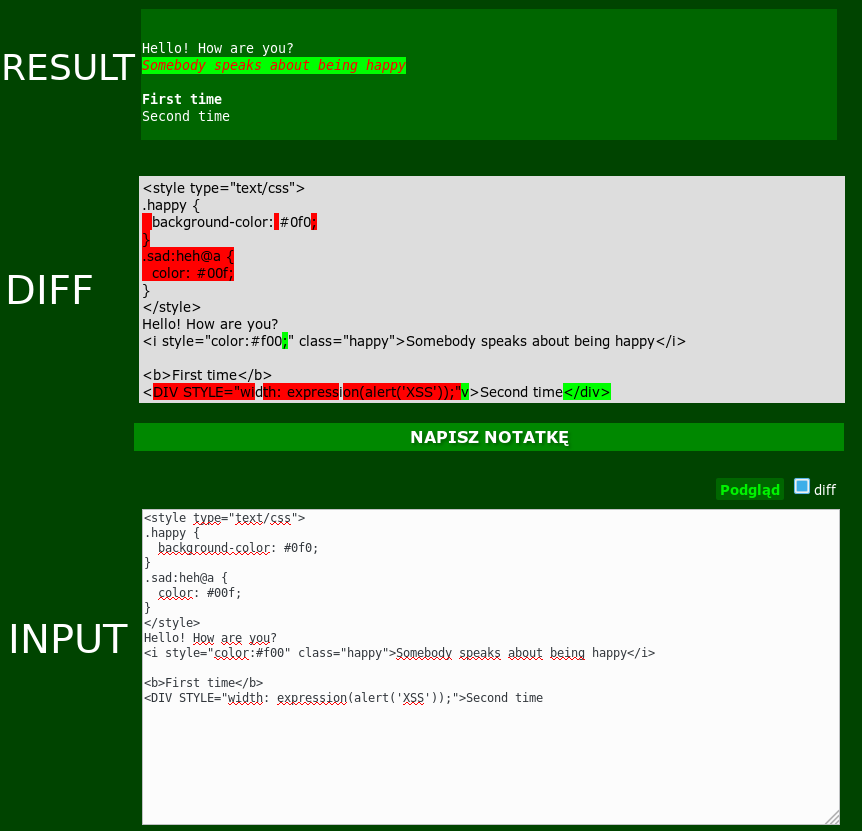 RESULT
Hello! How are you?
Somebody speaks about being happy
First time
Second time
DIFF
<style type="text/css">
.happy {
  background-color: #0f0;
}
.sad:heh@a {
  color: #00f;
}
</style>
Hello! How are you?
<i style="color:#f00;" class="happy">Somebody speaks about being happy</i>
<b>First time</b>
<DIV STYLE="width: expression(alert('XSS'));"v>Second time</div>
NAPISZ NOTATKĘ
Podgląd diff
INPUT
<style type="text/css">
.happy {
  background-color: #0f0;
}
.sad:heh@a {
  color: #00f;
}
</style>
Hello! How are you?
<i style="color:#f00" class="happy">Somebody speaks about being happy</i>
<b>First time</b>
<DIV STYLE="width: expression(alert('XSS'));">Second time